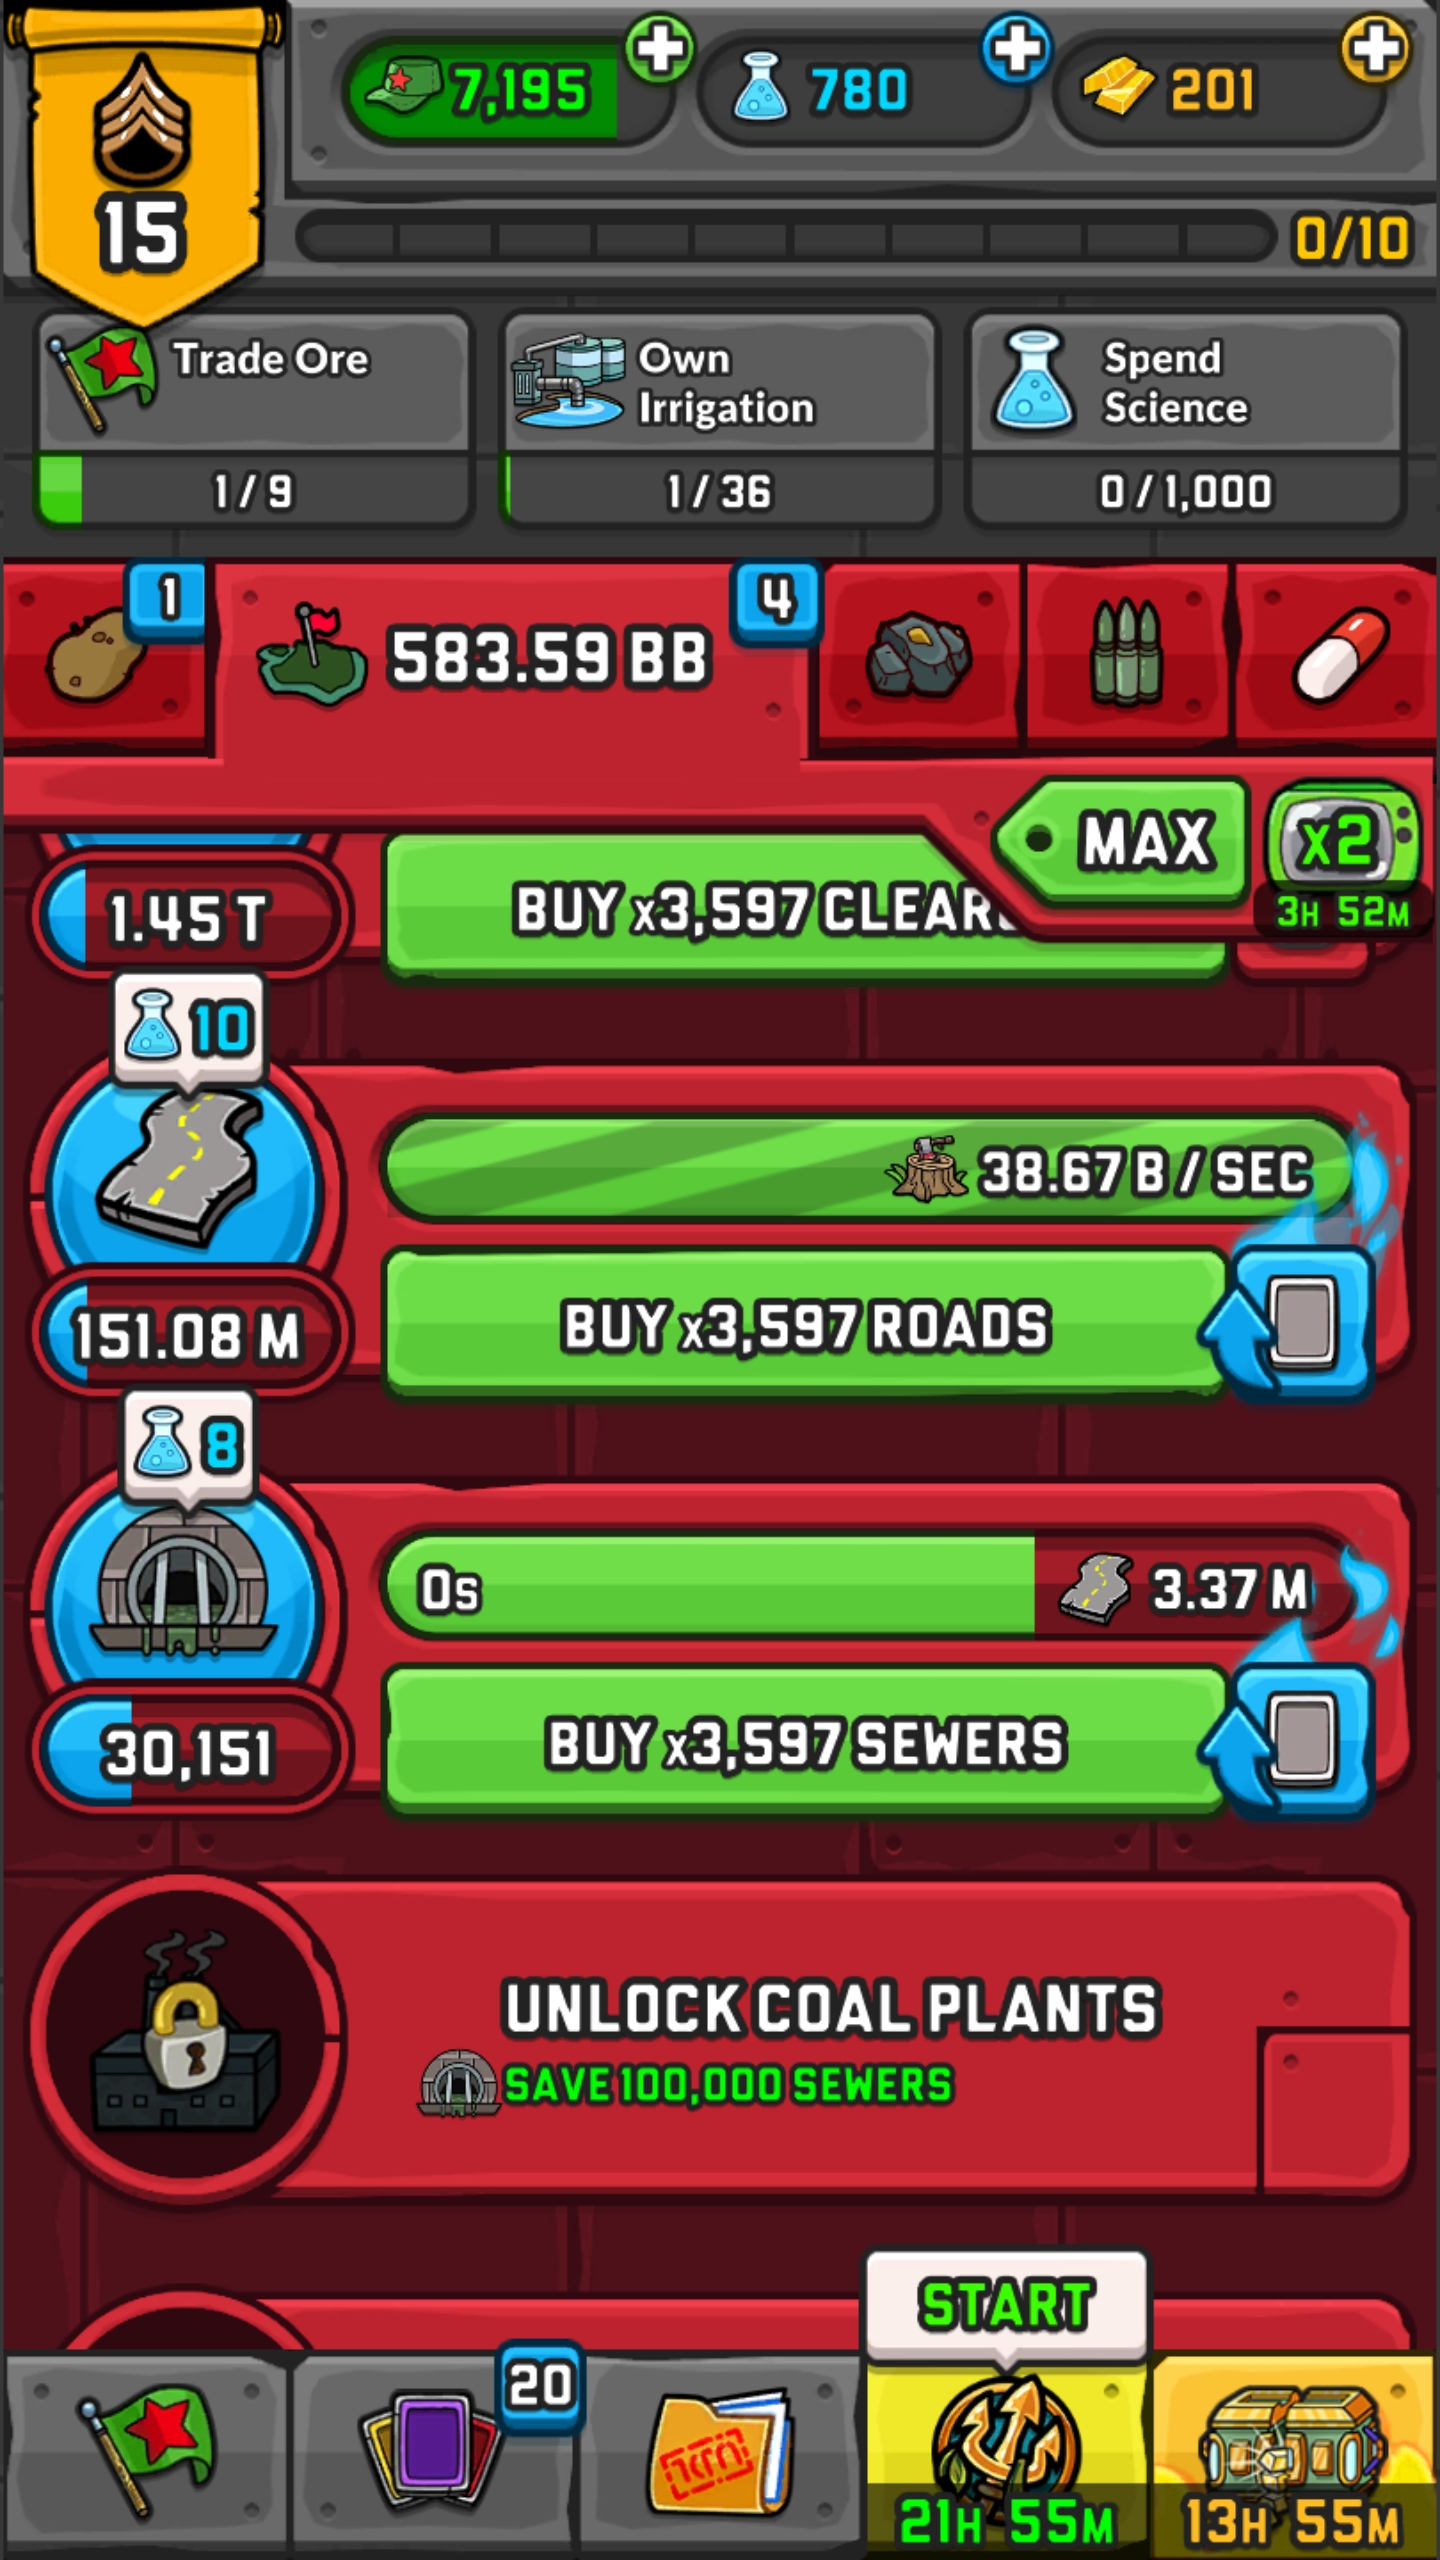 7,195
780
201
15
0/10
Trade Ore
1/9
Own
Irrigation
1/36
Spend
Science
0/1,000
1
583.59 BB
4
MAX
x2
3H 52M
1.45 T
BUY x3,597
10
38.67 B / SEC
151.08 M
BUY x3,597 ROADS
8
0s
3.37 M
30,151
BUY x3,597 SEWERS
UNLOCK COAL PLANTS
SAVE 100,000 SEWERS
START
20
21H 55M
13H 55M